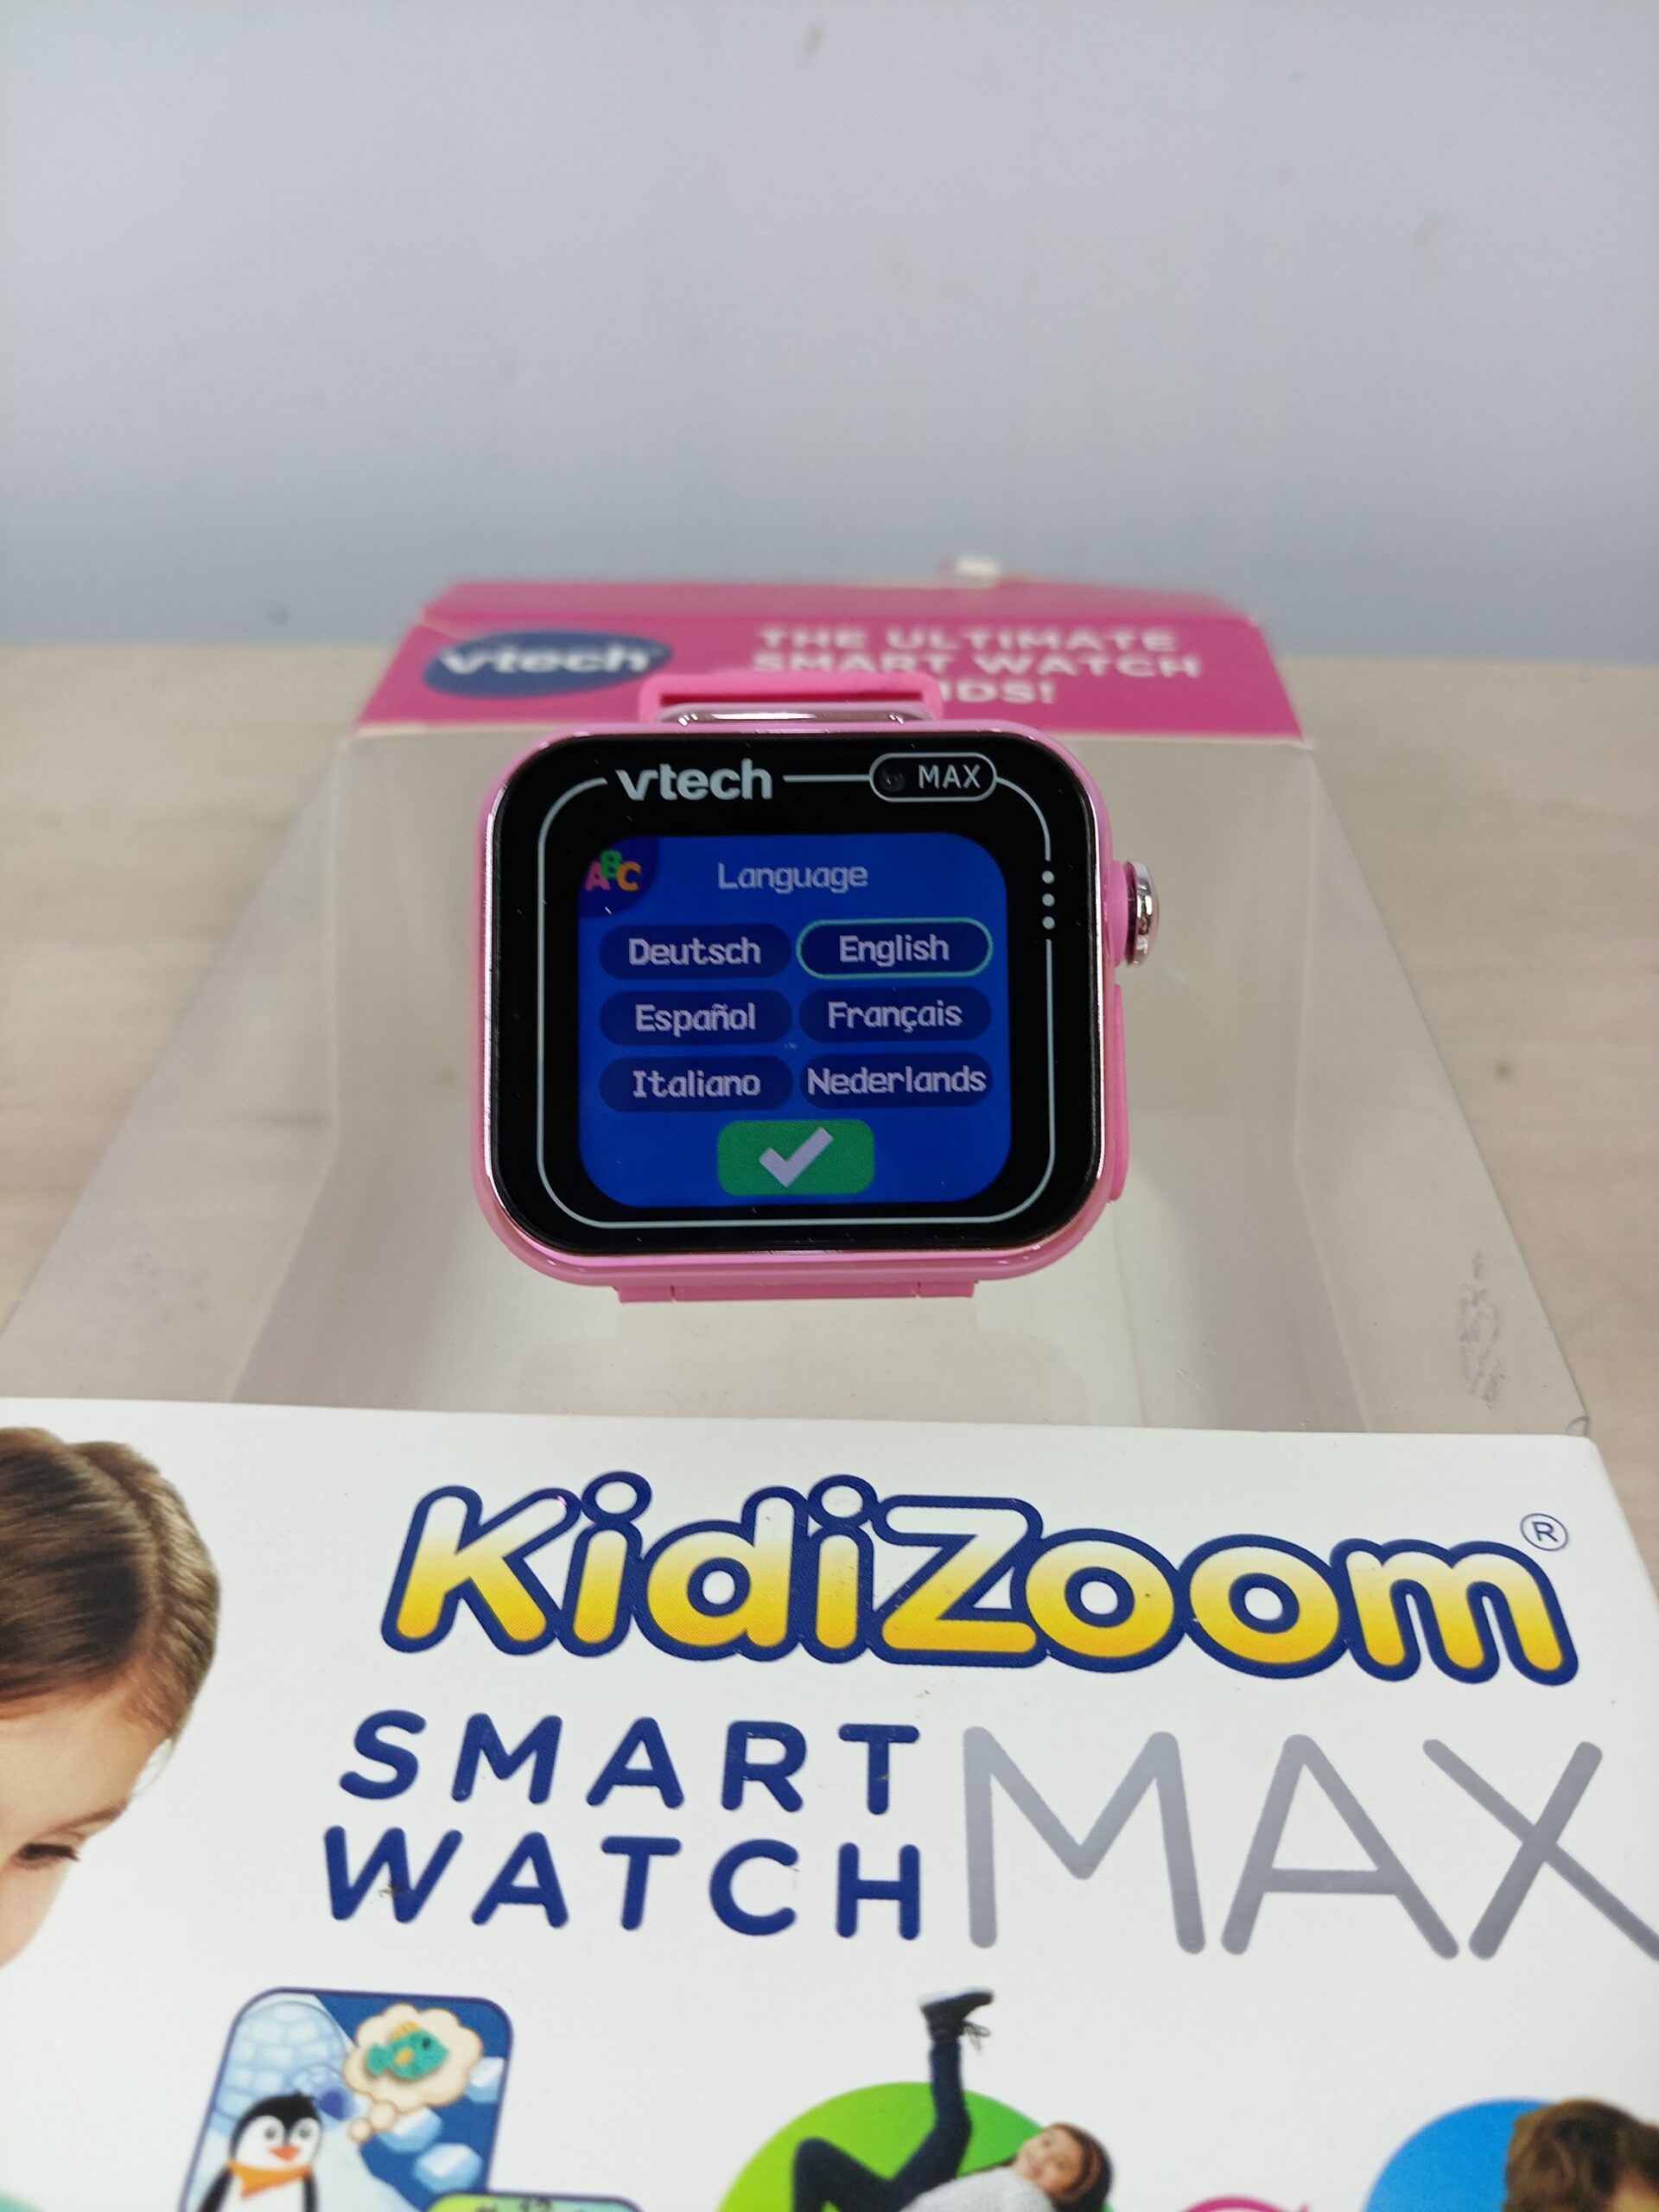 vtech
THE ULTIMATE
SMART WATCH
IDS!
vtech
MAX
ABC
Language
Deutsch
English
Español
Français
Italiano
Nederlands
KidiZoom®
SMART
WATCH
MAX